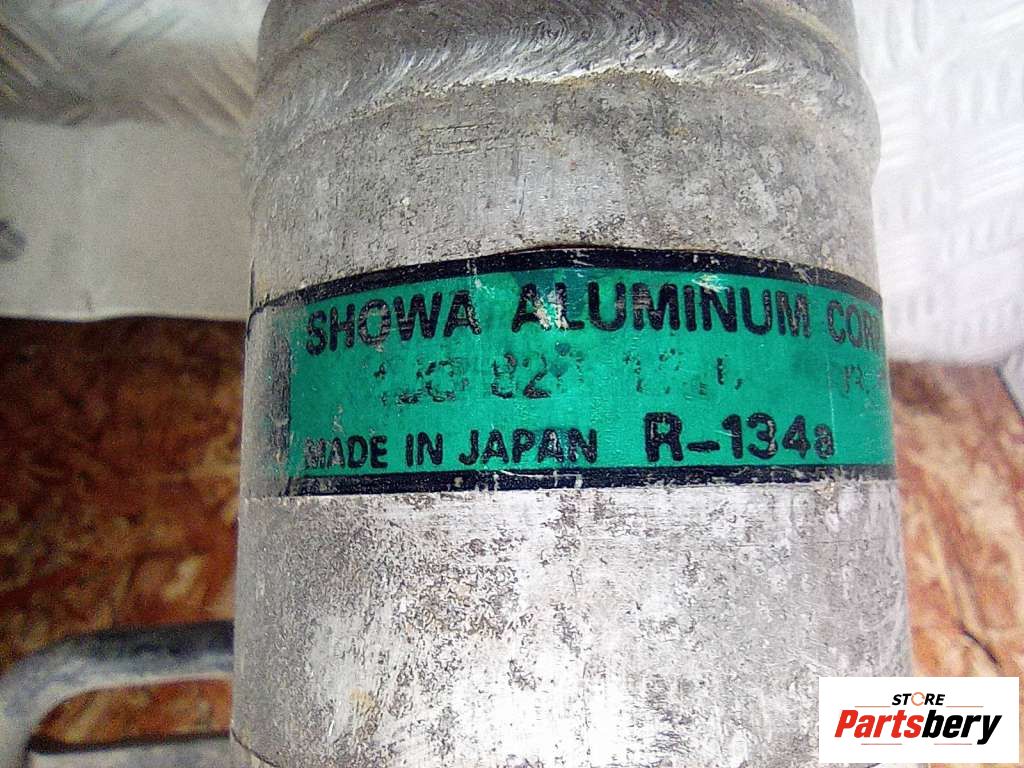 SHOWA ALUMINUM
MADE IN JAPAN R-134a
STORE
Partsbery